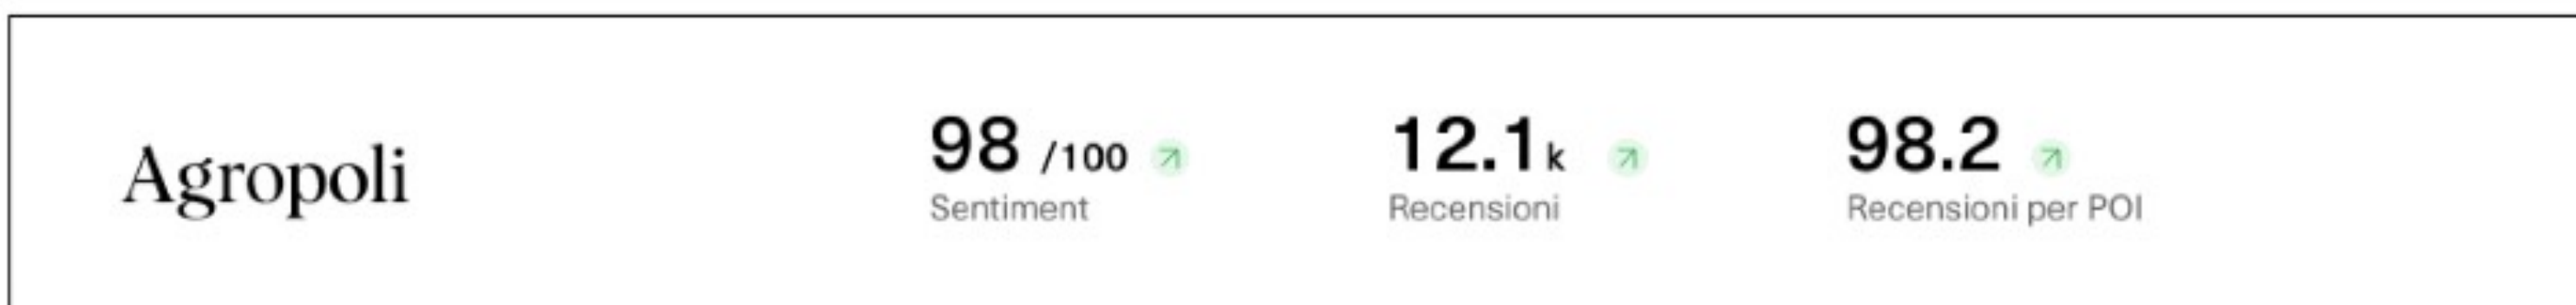 Agropoli
98 /100
Sentiment
12.1k
Recensioni
98.2
Recensioni per POI